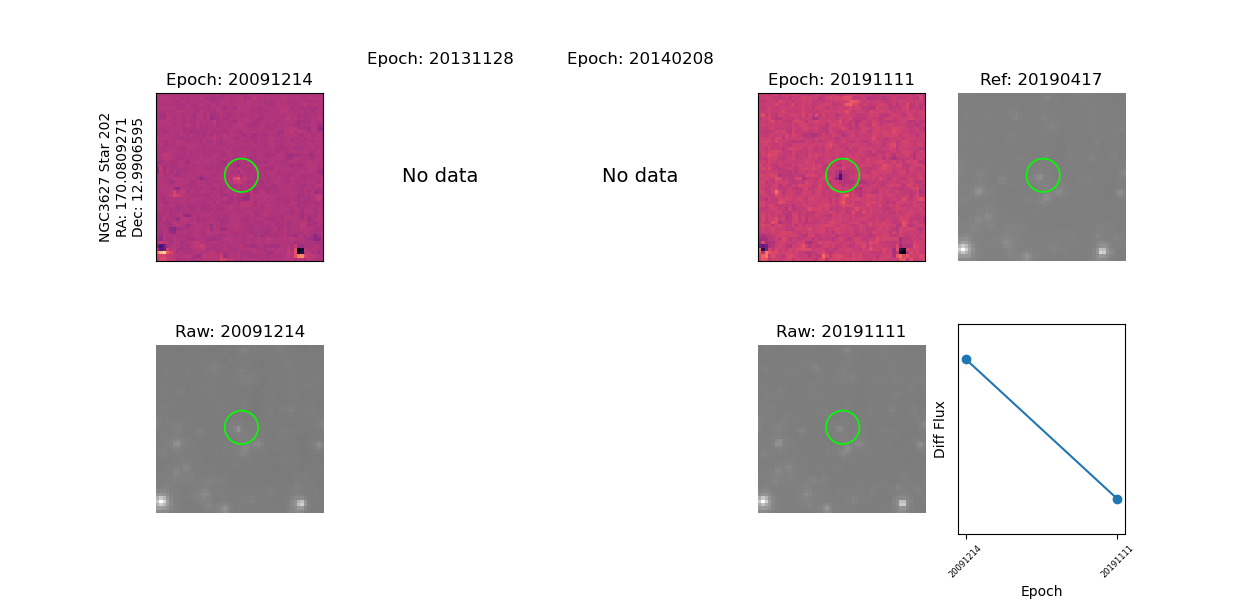 Epoch: 20091214
Epoch: 20131128
Epoch: 20140208
Epoch: 20191111
Ref: 20190417
NGC3627 Star 202
RA: 170.0809271
Dec: 12.9906595
No data
No data
Raw: 20091214
Raw: 20191111
Diff Flux
20091214
20191111
Epoch